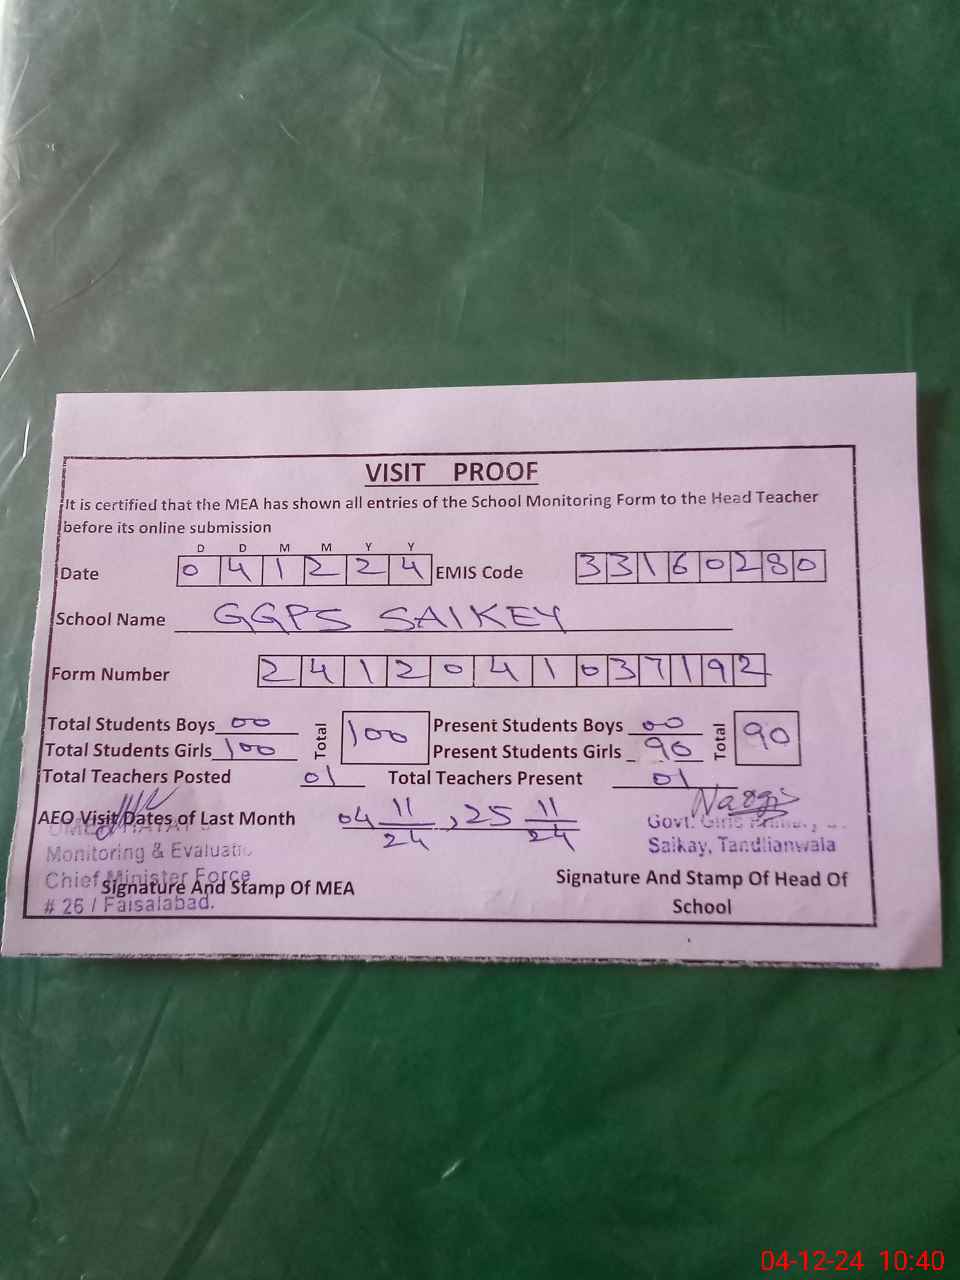 VISIT PROOF
It is certified that the MEA has shown all entries of the School Monitoring Form to the Head Teacher
before its online submission
D D M M Y Y
Date 0 4 1 2 2 4 EMIS Code 3 3 1 6 0 2 8 0
School Name GGPS SAIKEY
Form Number 2 4 1 2 0 4 1 0 3 7 1 9 2
Total Students Boys 00 Total 100 Present Students Boys 00 Total 90
Total Students Girls 100 Present Students Girls 90
Total Teachers Posted 01 Total Teachers Present 01
Nargis
AEO Visit Dates of Last Month 04 11/24, 25 11/24 Govt. Girls
Monitoring & Saikay, Tandlianwala
Chief Minister Force
Signature And Stamp Of MEA Signature And Stamp Of Head Of
# 26 / Faisalabad. School
04-12-24 10:40